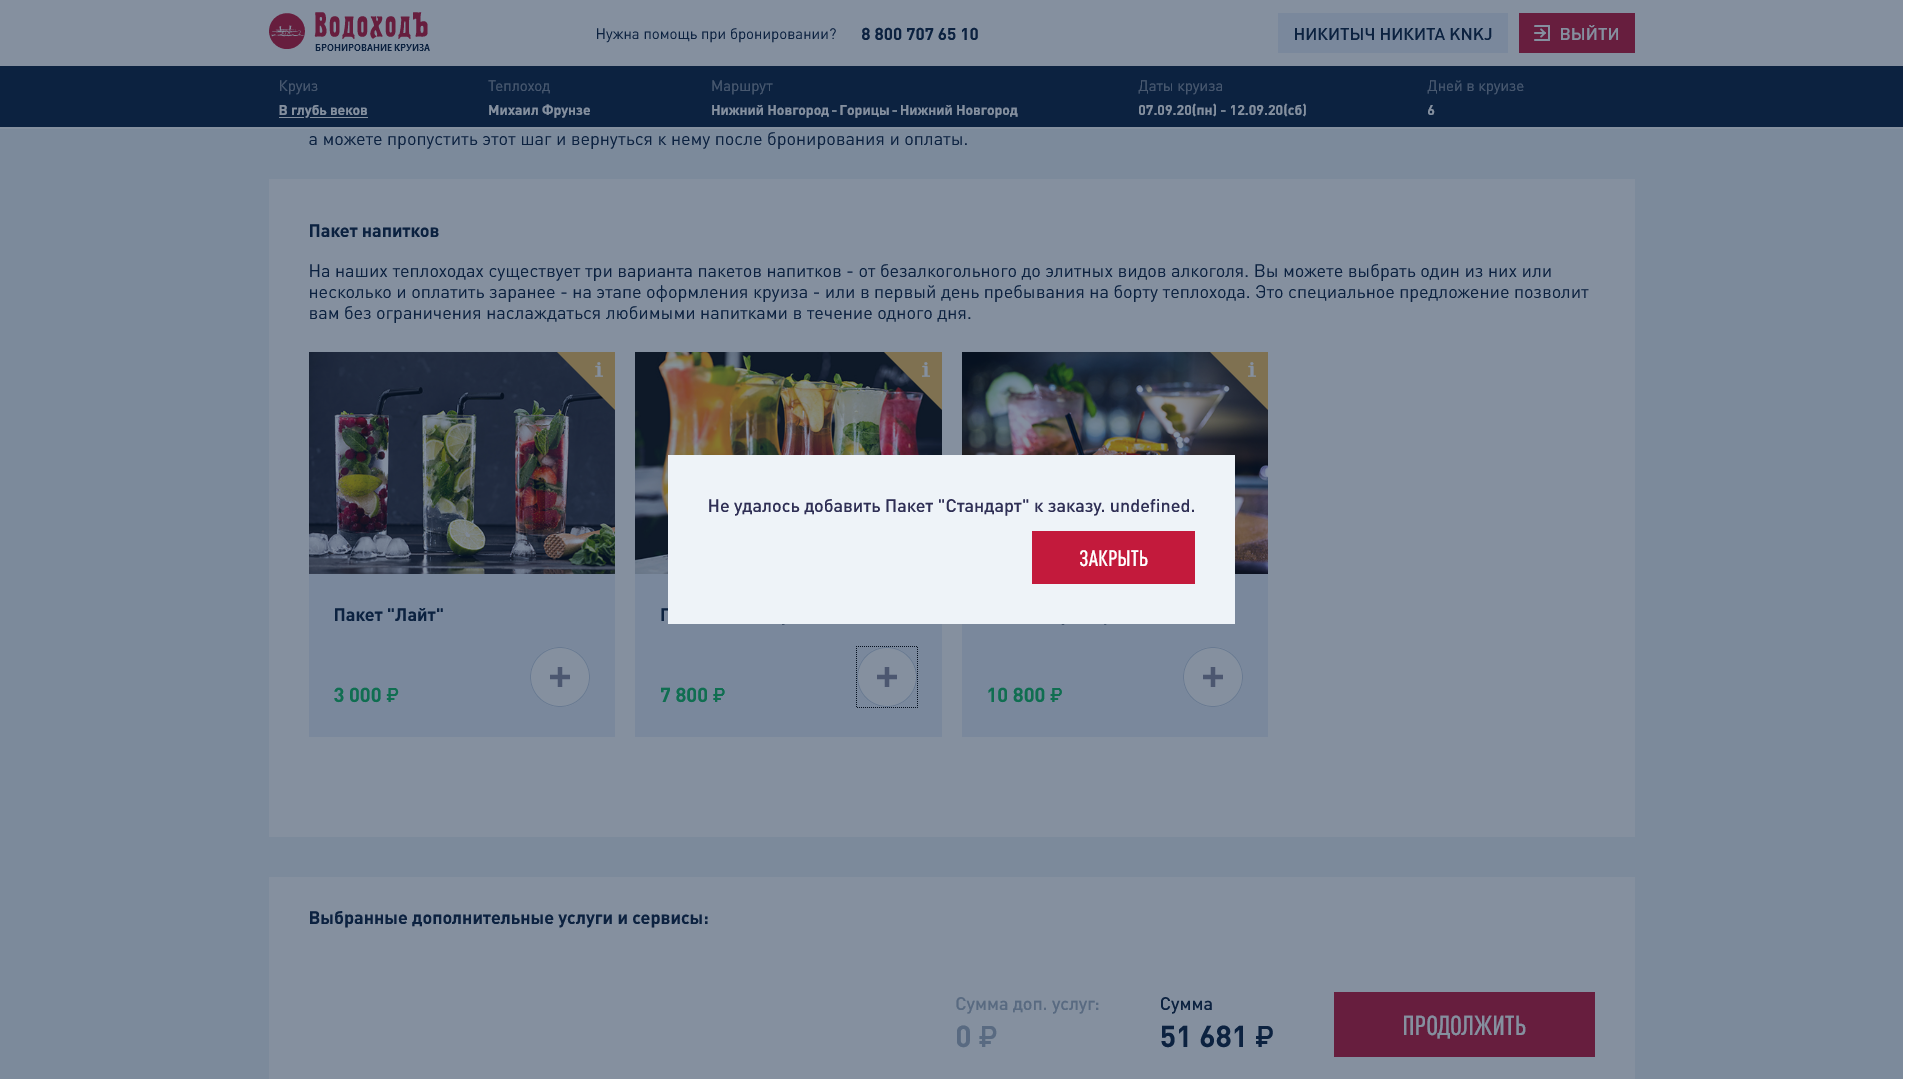 ВодоходЪ
БРОНИРОВАНИЕ КРУИЗА
Нужна помощь при бронировании? 8 800 707 65 10
НИКИТЫЧ НИКИТА KNKJ
ВЫЙТИ
Круиз
В глубь веков
Теплоход
Михаил Фрунзе
Маршрут
Нижний Новгород - Горицы - Нижний Новгород
Даты круиза
07.09.20(пн) - 12.09.20(сб)
Дней в круизе
6
а можете пропустить этот шаг и вернуться к нему после бронирования и оплаты.
Пакет напитков
На наших теплоходах существует три варианта пакетов напитков - от безалкогольного до элитных видов алкоголя. Вы можете выбрать один из них или
несколько и оплатить заранее - на этапе оформления круиза - или в первый день пребывания на борту теплохода. Это специальное предложение позволит
вам без ограничения наслаждаться любимыми напитками в течение одного дня.
i
i
i
Не удалось добавить Пакет "Стандарт" к заказу. undefined.
ЗАКРЫТЬ
Пакет "Лайт"
3 000 ₽
7 800 ₽
10 800 ₽
Выбранные дополнительные услуги и сервисы:
Сумма доп. услуг:
0 ₽
Сумма
51 681 ₽
ПРОДОЛЖИТЬ